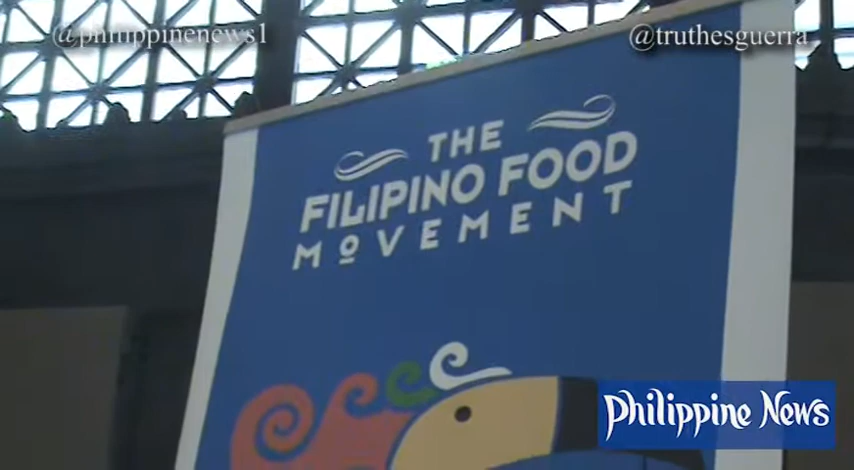 @philippinenews1
@truthesguerra
THE
FILIPINO FOOD
MOVEMENT
Philippine News